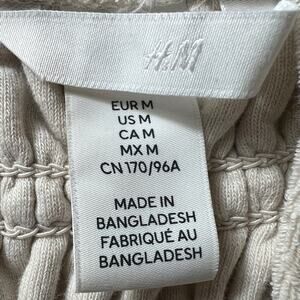 H&M
EUR M
US M
CA M
MX M
CN 170/96A
MADE IN
BANGLADESH
FABRIQUÉ AU
BANGLADESH